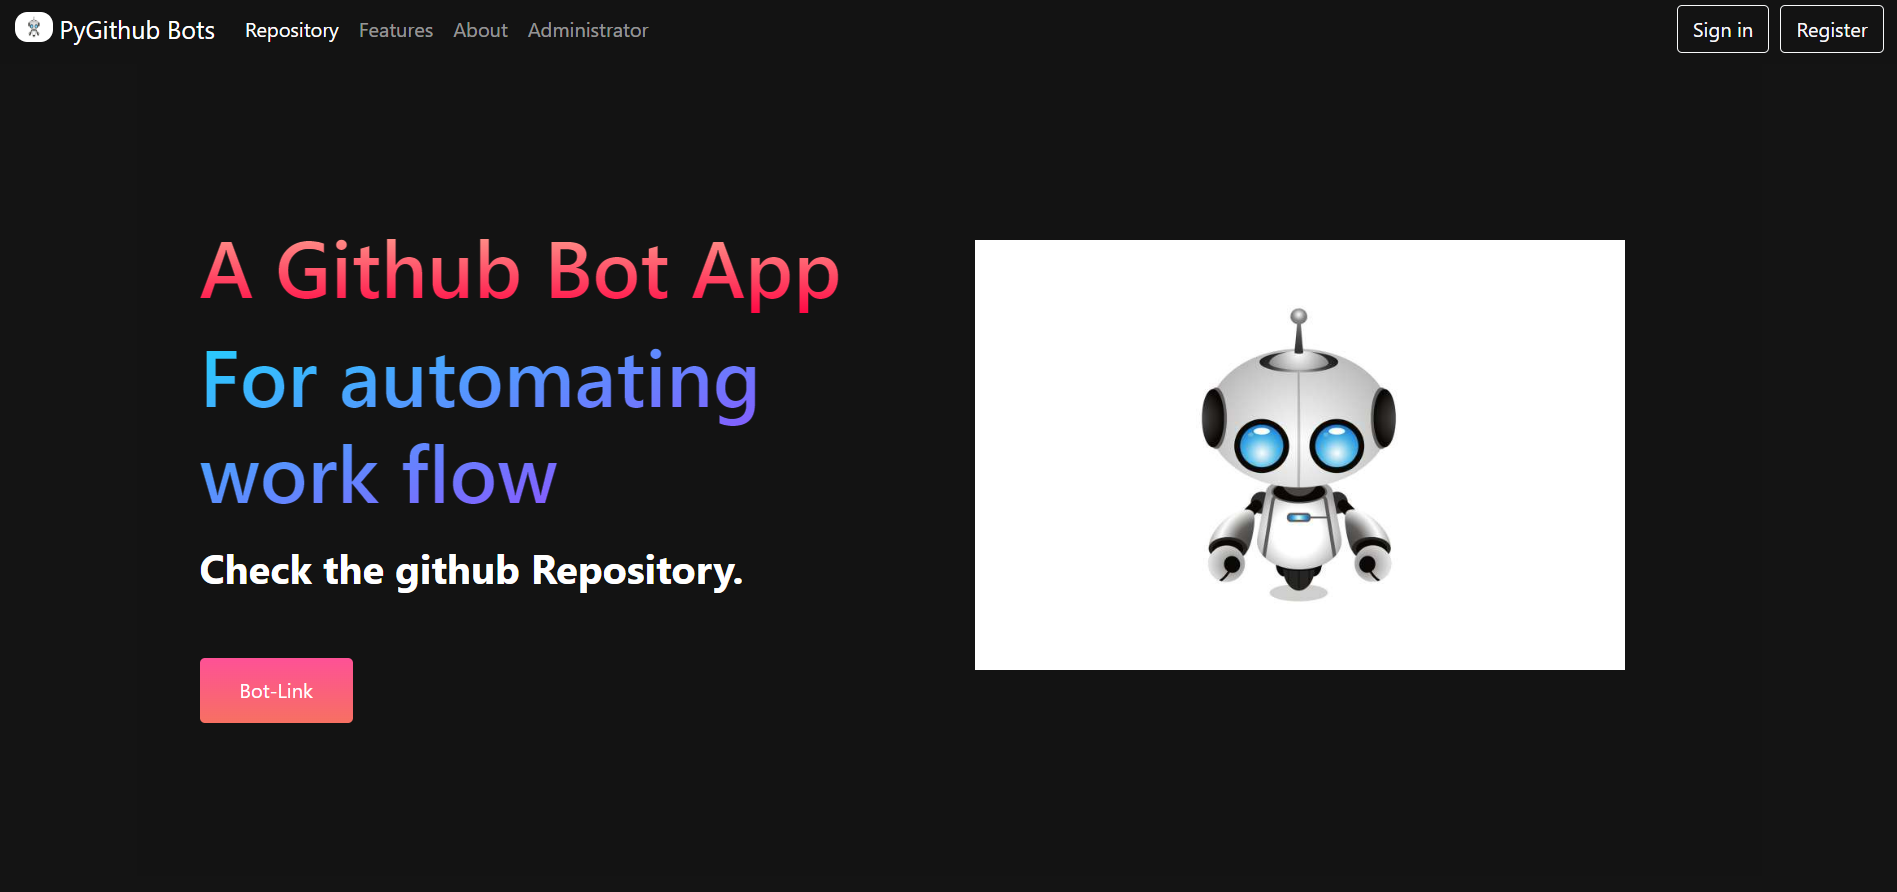 PyGithub Bots Repository Features About Administrator Sign in Register
A Github Bot App
For automating
work flow
Check the github Repository.
Bot-Link